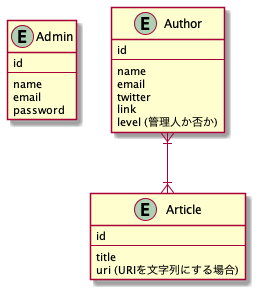 E Admin
id
name
email
password
E Author
id
name
email
twitter
link
level (管理人か否か)
E Article
id
title
uri (URIを文字列にする場合)